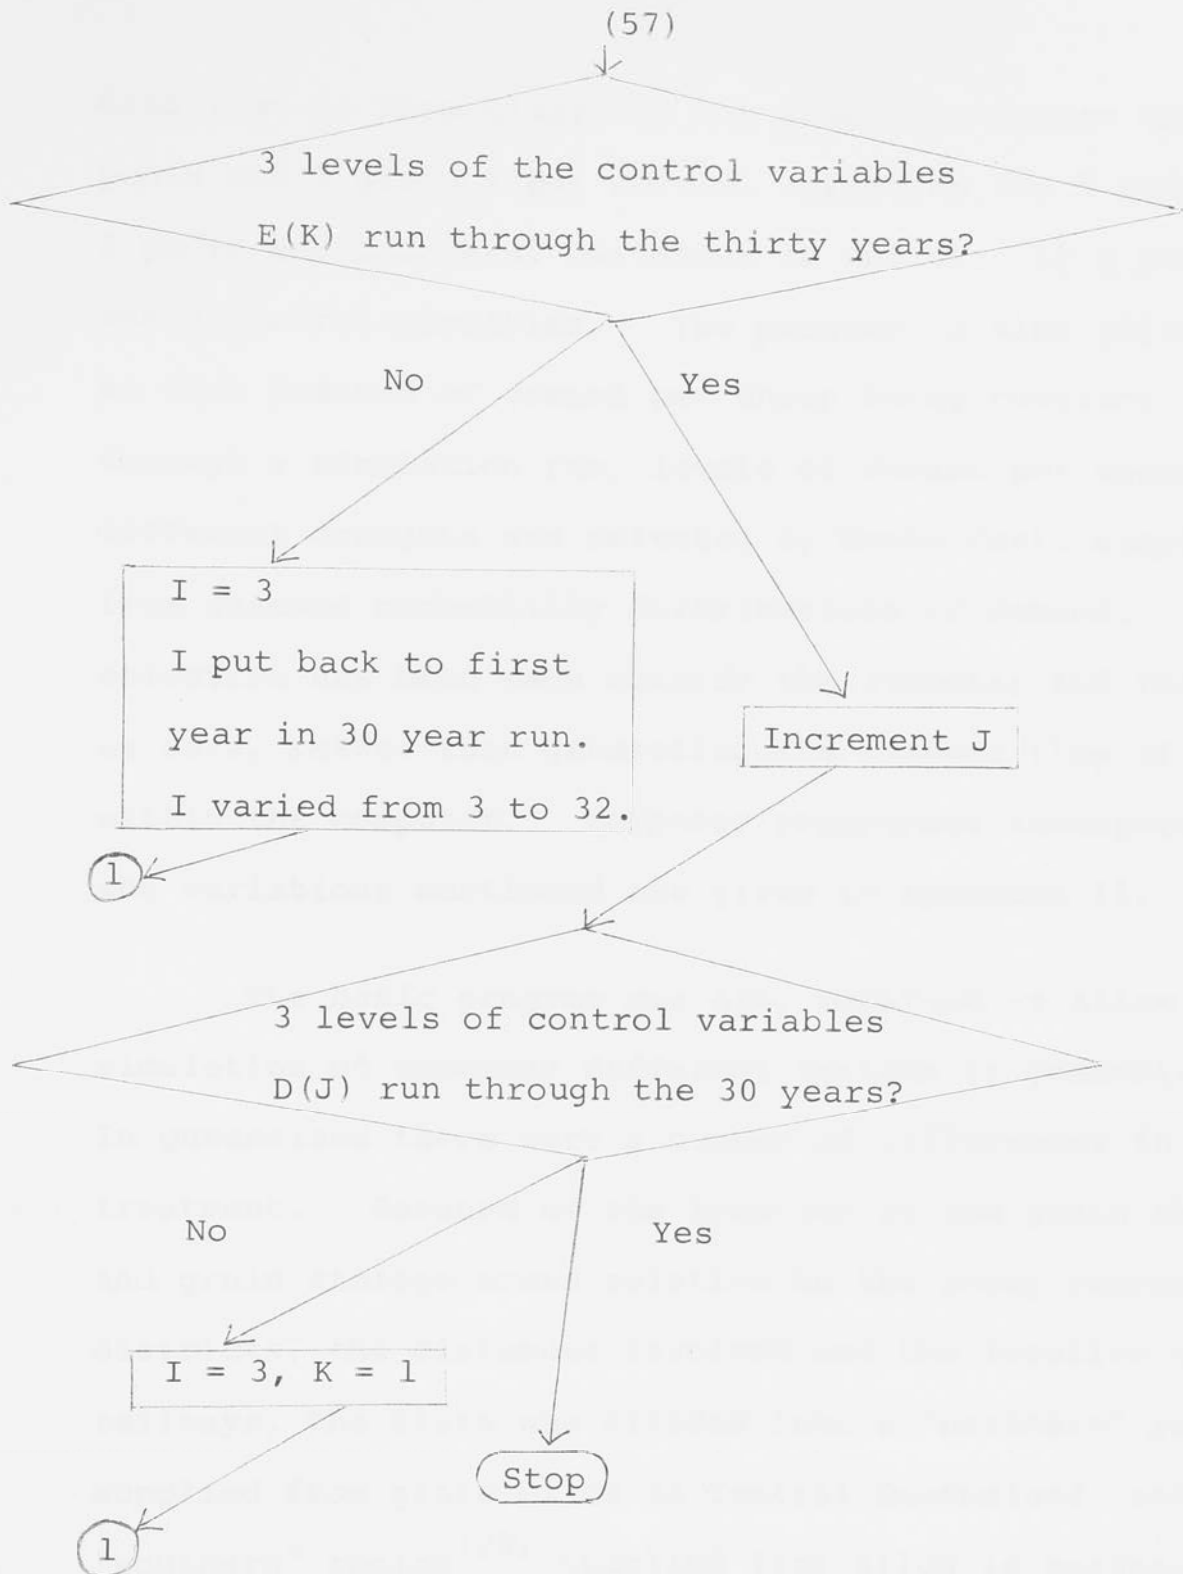 (57)
3 levels of the control variables
E(K) run through the thirty years?
No
Yes
I = 3
I put back to first
year in 30 year run.
I varied from 3 to 32.
Increment J
1
3 levels of control variables
D(J) run through the 30 years?
No
Yes
I = 3, K = 1
Stop
1